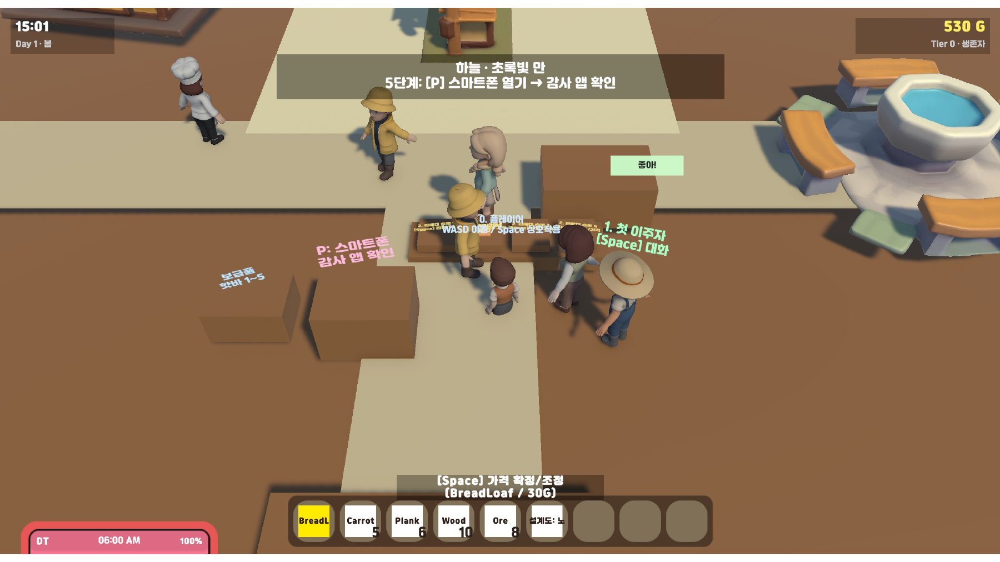 15:01
Day 1 · 봄
530 G
Tier 0 · 생존자
하늘 · 초록빛 만
5단계: [P] 스마트폰 열기 → 감사 앱 확인
좋아!
0. 플레이어
WASD 이동 / Space 상호작용
1. 첫 이주자
[Space] 대화
P: 스마트폰
감사 앱 확인
보급품
핫바 1~5
[Space] 가격 확정/조정
(BreadLoaf / 30G)
BreadL
Carrot
5
Plank
6
Wood
10
Ore
8
설계도: 노
DT
06:00 AM
100%